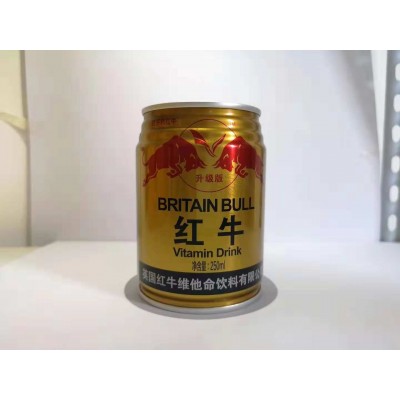 升级版
BRITAIN BULL
红牛
Vitamin Drink
净含量:250ml
英国红牛维他命饮料有限公